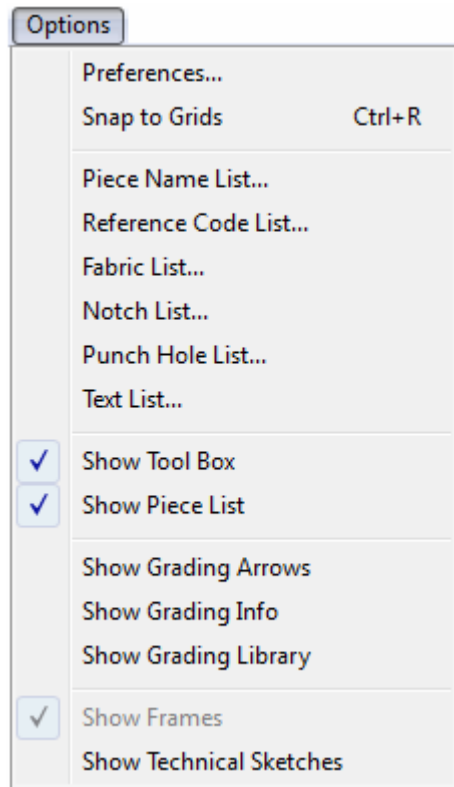 Options
Preferences...
Snap to Grids Ctrl+R
Piece Name List...
Reference Code List...
Fabric List...
Notch List...
Punch Hole List...
Text List...
Show Tool Box
Show Piece List
Show Grading Arrows
Show Grading Info
Show Grading Library
Show Frames
Show Technical Sketches